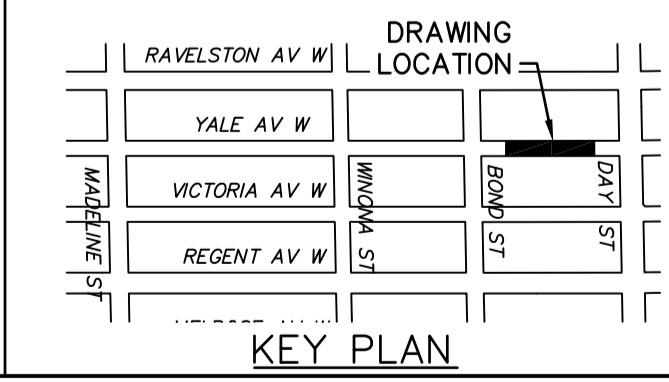 DRAWING
LOCATION
RAVELSTON AV W
YALE AV W
VICTORIA AV W
REGENT AV W
MADELINE ST
WINONA ST
BOND ST
DAY ST
KEY PLAN